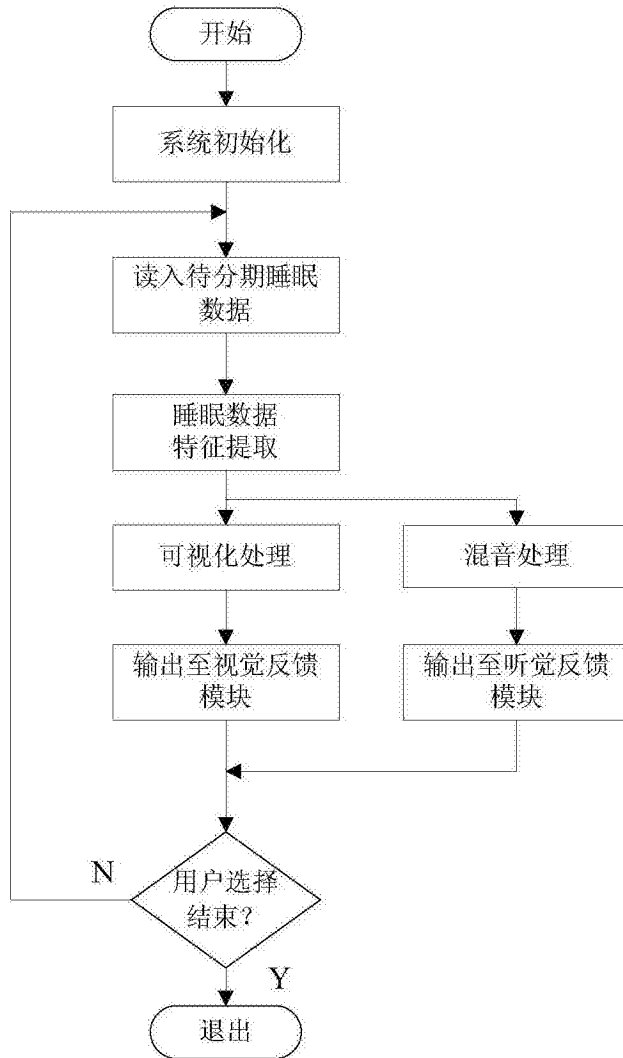 开始
系统初始化
读入待分期睡眠
数据
睡眠数据
特征提取
可视化处理
混音处理
输出至视觉反馈
模块
输出至听觉反馈
模块
N
用户选择
结束?
Y
退出